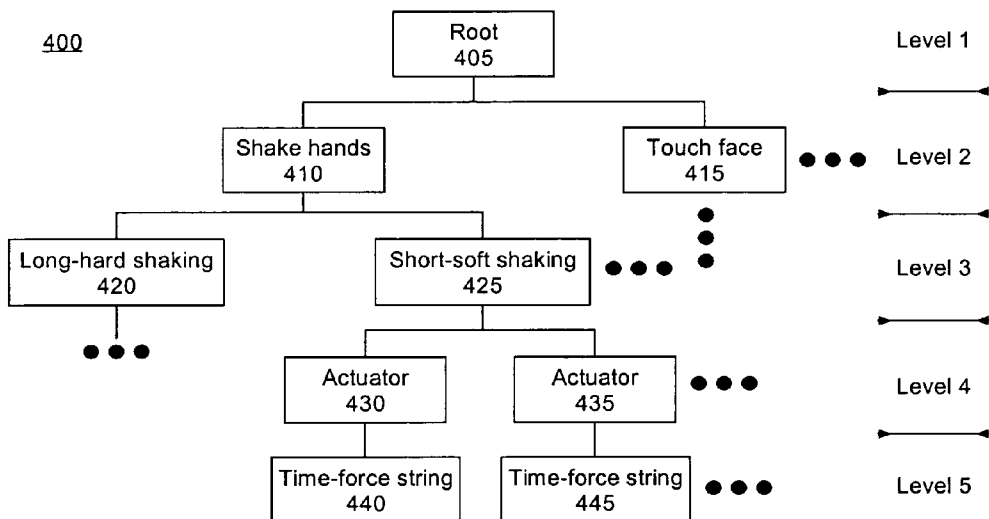 400
Root
405
Level 1
Shake hands
410
Touch face
415
Level 2
Long-hard shaking
420
Short-soft shaking
425
Level 3
Actuator
430
Actuator
435
Level 4
Time-force string
440
Time-force string
445
Level 5